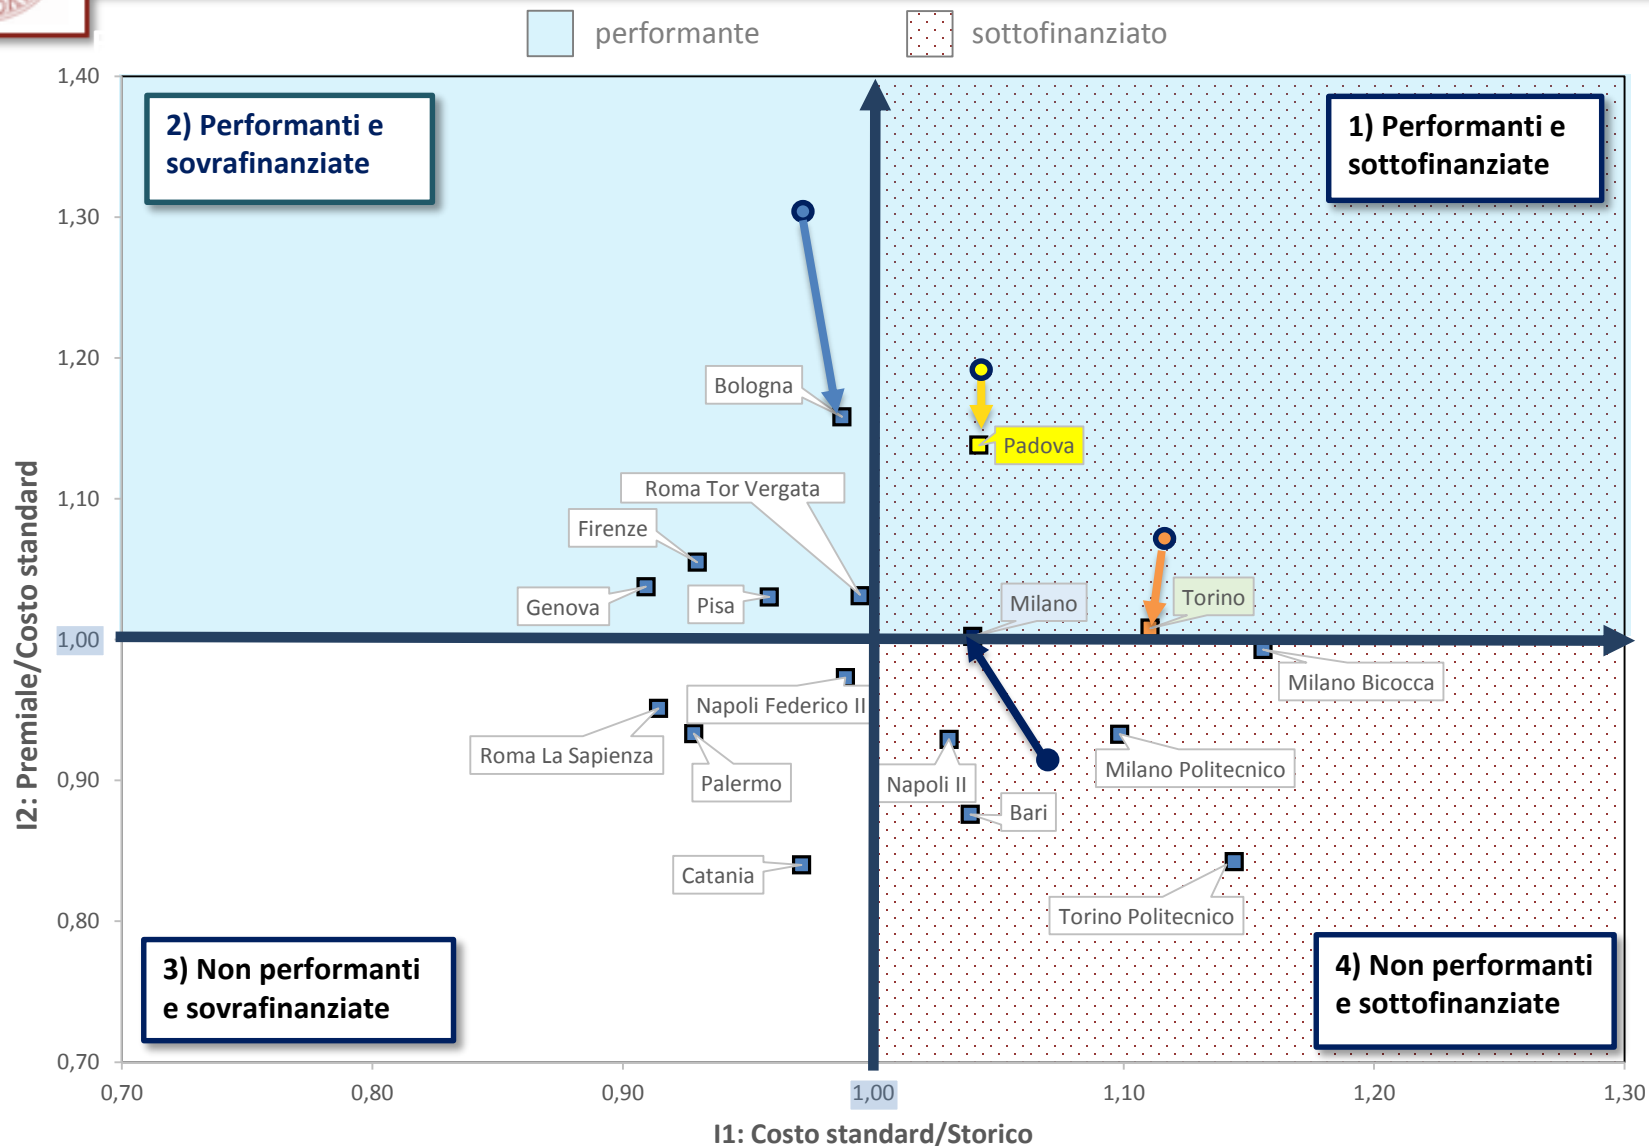 performante
sottofinanziato
1,40
1,30
1,20
1,10
1,00
0,90
0,80
0,70
I2: Premiale/Costo standard
2) Performanti e
sovrafinanziate
1) Performanti e
sottofinanziate
Bologna
Padova
Roma Tor Vergata
Firenze
Genova
Pisa
Milano
Torino
Milano Bicocca
Napoli Federico II
Roma La Sapienza
Palermo
Napoli II
Milano Politecnico
Bari
Catania
Torino Politecnico
3) Non performanti
e sovrafinanziate
4) Non performanti
e sottofinanziate
0,70
0,80
0,90
1,00
1,10
1,20
1,30
I1: Costo standard/Storico